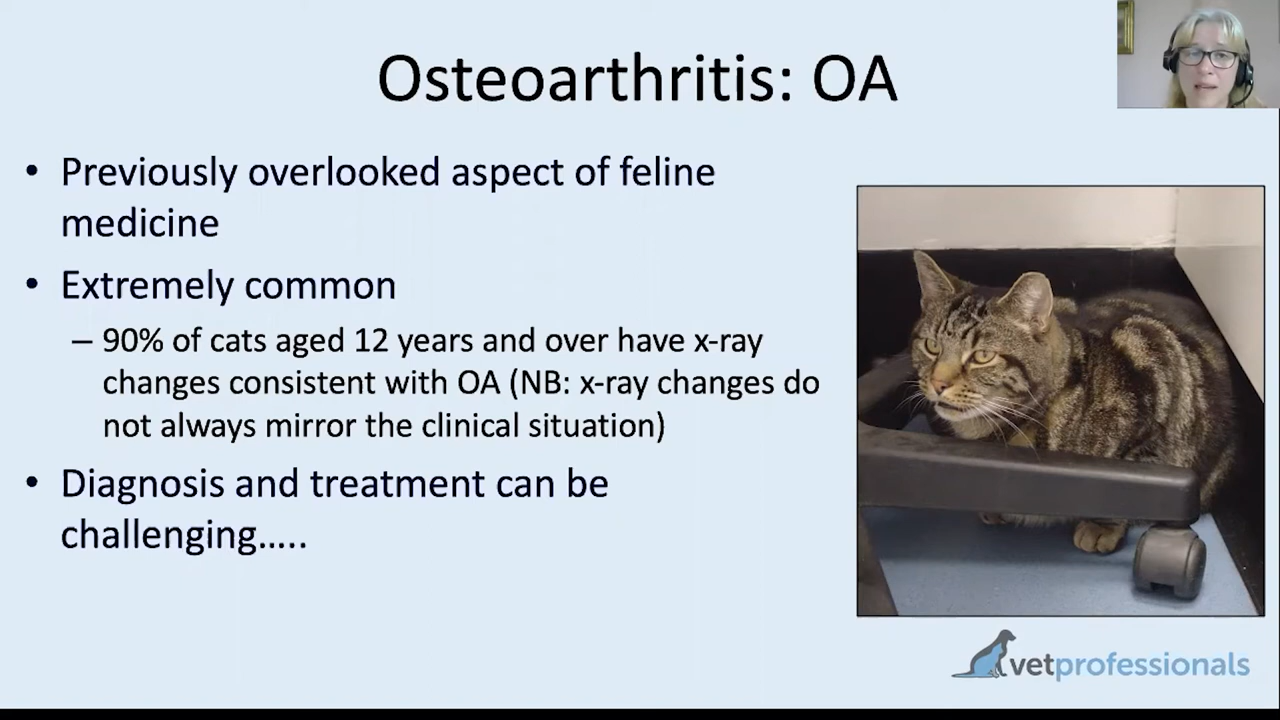 Osteoarthritis: OA
• Previously overlooked aspect of feline
medicine
• Extremely common
– 90% of cats aged 12 years and over have x-ray
changes consistent with OA (NB: x-ray changes do
not always mirror the clinical situation)
• Diagnosis and treatment can be
challenging.....
vetprofessionals